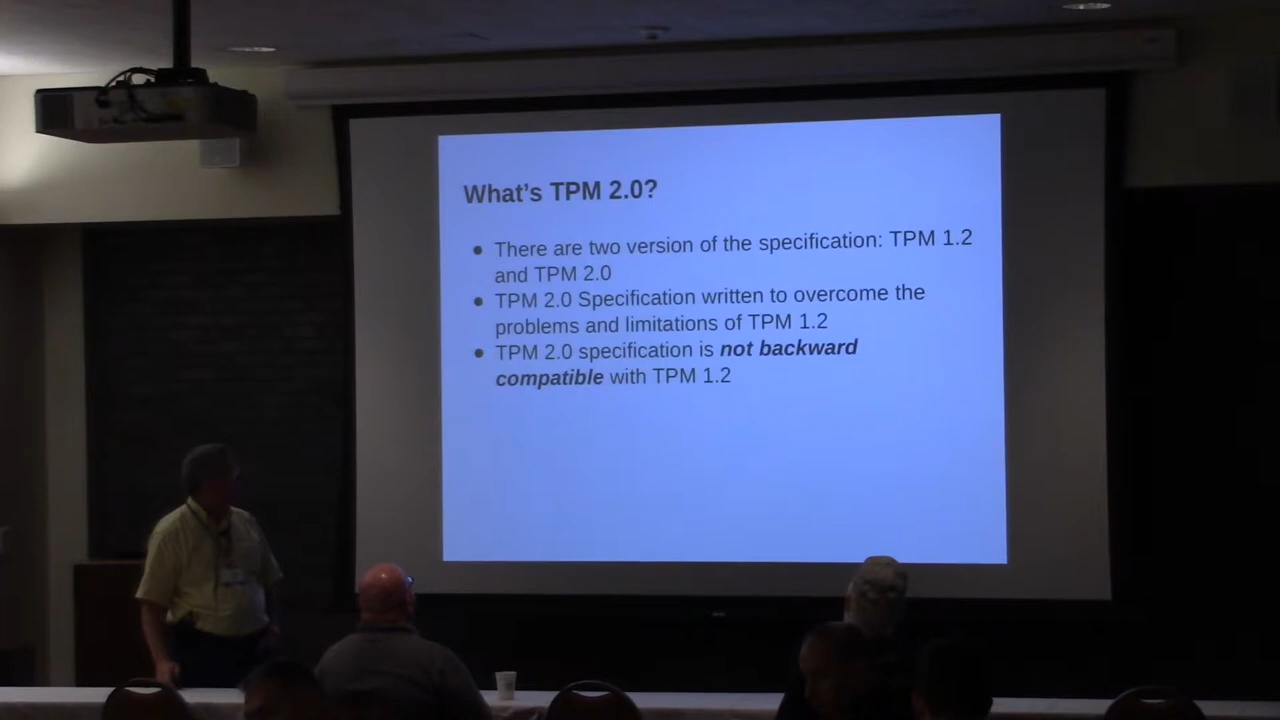 What's TPM 2.0?
● There are two version of the specification: TPM 1.2
and TPM 2.0
● TPM 2.0 Specification written to overcome the
problems and limitations of TPM 1.2
● TPM 2.0 specification is not backward
compatible with TPM 1.2